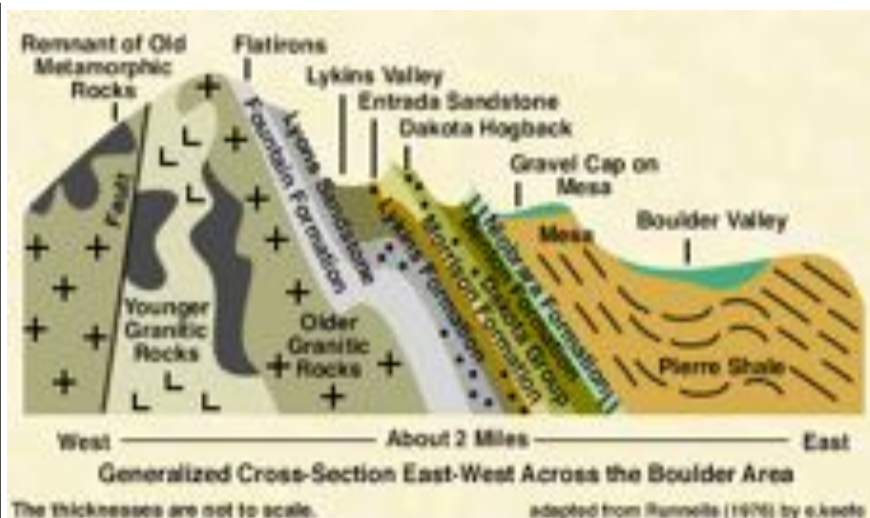 Remnant of Old
Metamorphic
Rocks
Flatirons
Lykins Valley
Entrada Sandstone
Dakota Hogback
Gravel Cap on
Mesa
Boulder Valley
Fault
Fountain Formation
Lyons Sandstone
Lykins Formation
Morrison Formation
Dakota Group
Niobrara Formation
Mesa
Younger
Granitic
Rocks
Older
Granitic
Rocks
Pierre Shale
West
About 2 Miles
East
Generalized Cross-Section East-West Across the Boulder Area
The thicknesses are not to scale.
adapted from Runnells (1976) by o.keefe